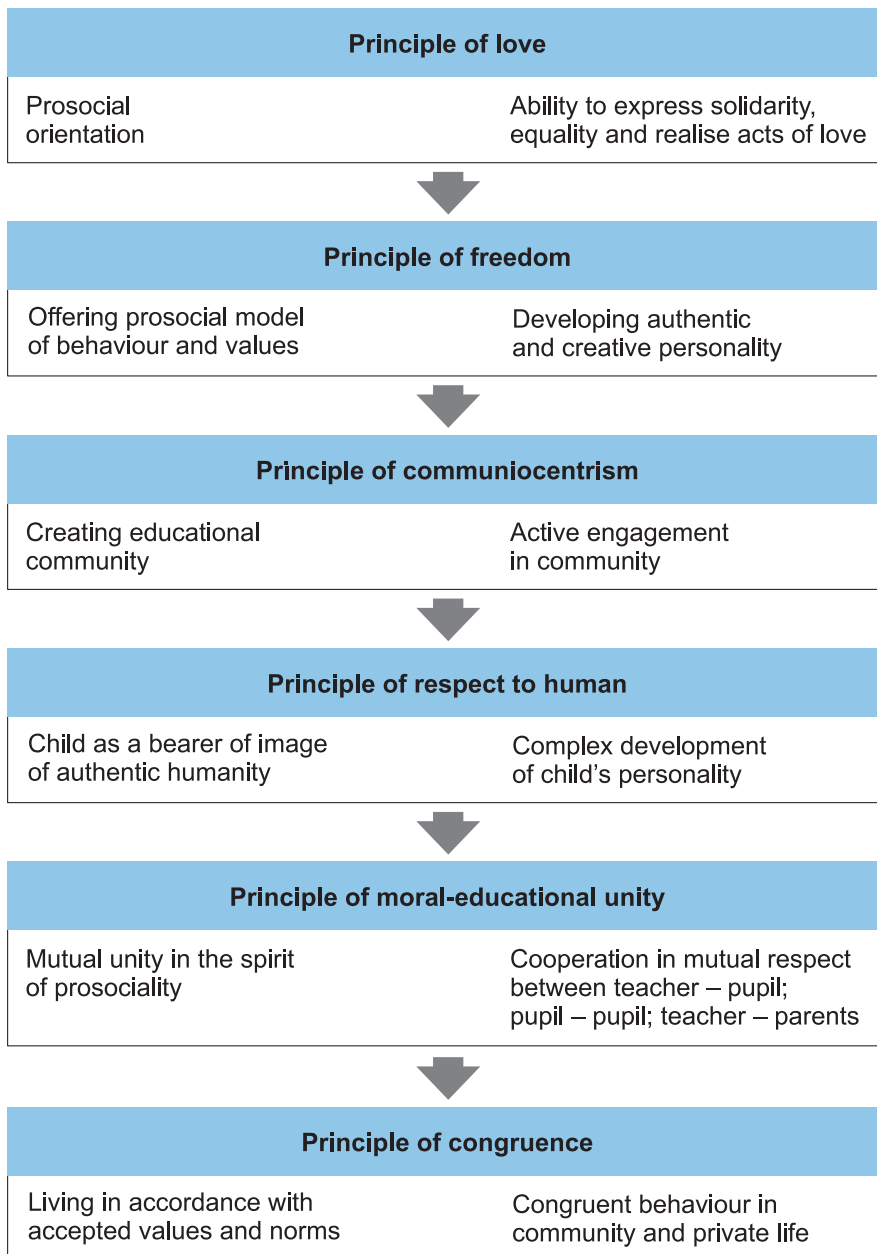 Principle of love
Prosocial
orientation
Ability to express solidarity,
equality and realise acts of love
Principle of freedom
Offering prosocial model
of behaviour and values
Developing authentic
and creative personality
Principle of communiocentrism
Creating educational
community
Active engagement
in community
Principle of respect to human
Child as a bearer of image
of authentic humanity
Complex development
of child's personality
Principle of moral-educational unity
Mutual unity in the spirit
of prosociality
Cooperation in mutual respect
between teacher – pupil;
pupil – pupil; teacher – parents
Principle of congruence
Living in accordance with
accepted values and norms
Congruent behaviour in
community and private life